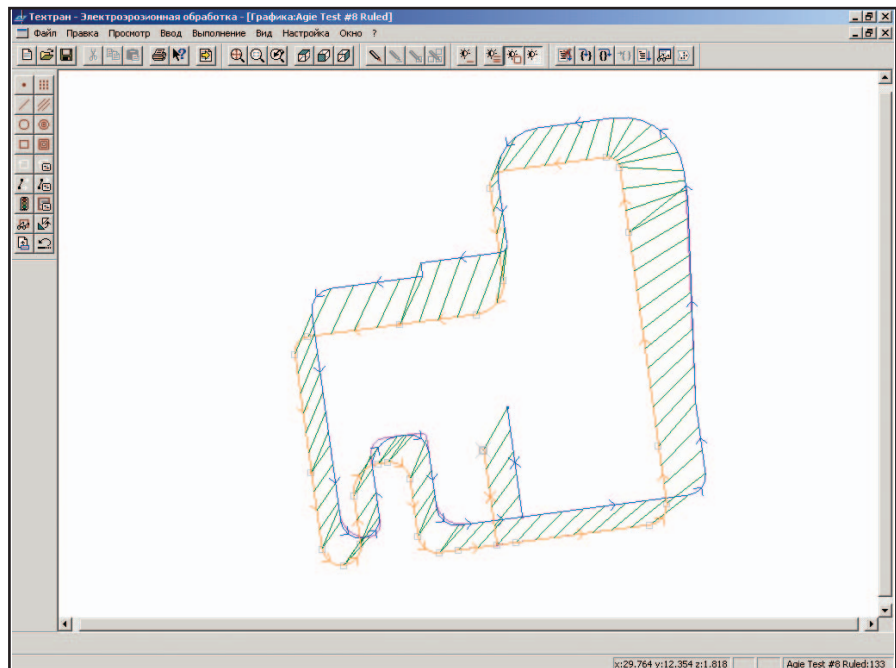 Техтран - Электроэрозионная обработка - [Графика:Agie Test #8 Ruled]
Файл Правка Просмотр Ввод Выполнение Вид Настройка Окно ?
x:29.764 y:12.354 z:1.818 Agie Test #8 Ruled:133